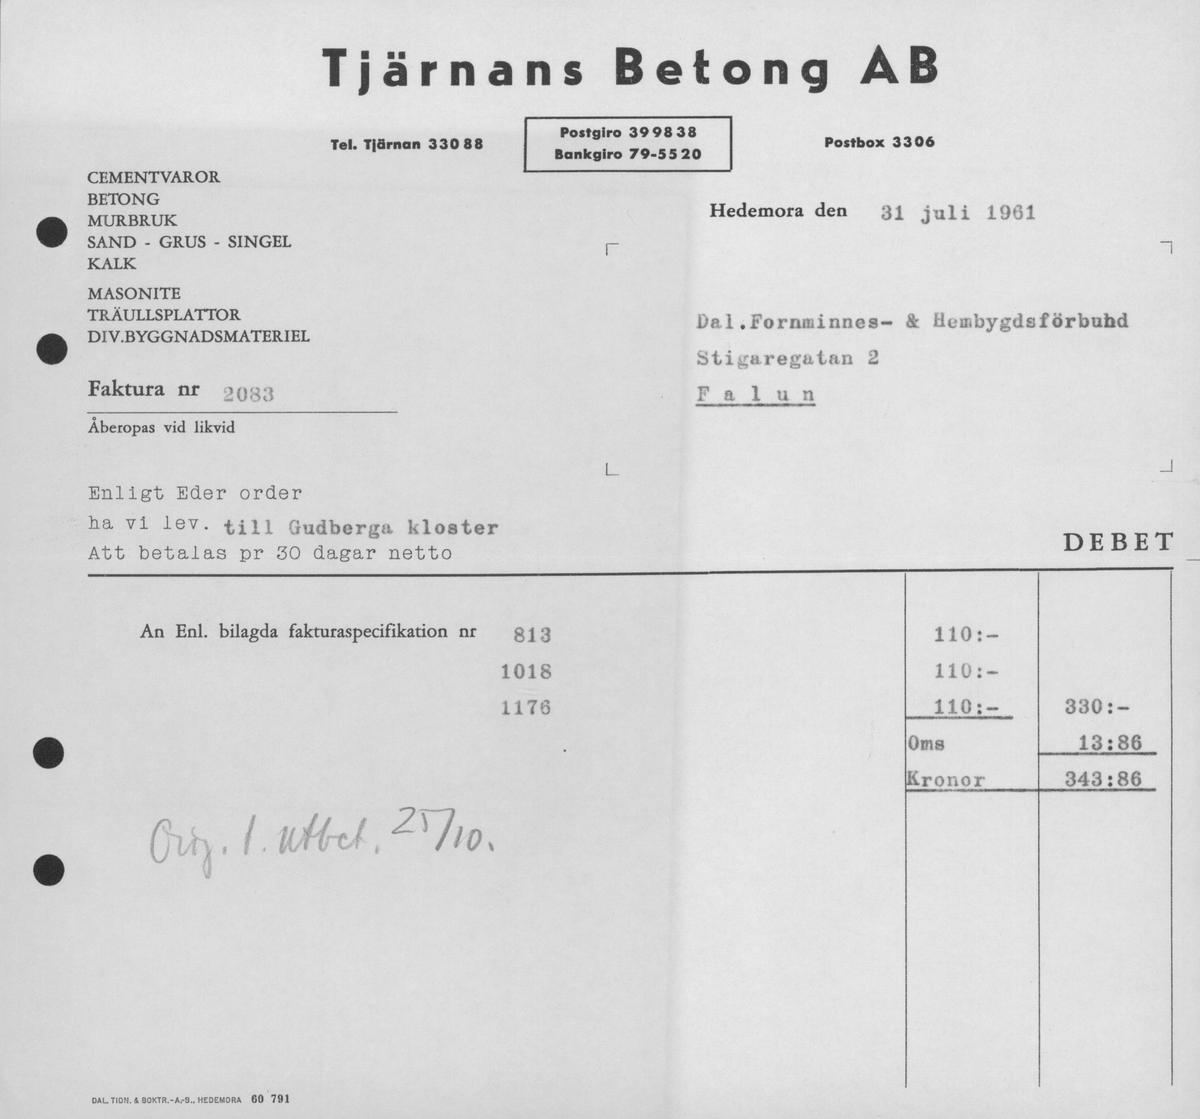 Tjärnans Betong AB
Tel. Tjärnan 330 88
Postgiro 39 98 38
Bankgiro 79-55 20
Postbox 3306
CEMENTVAROR
BETONG
MURBRUK
SAND - GRUS - SINGEL
KALK
MASONITE
TRÄULLSPLATTOR
DIV.BYGGNADSMATERIEL
Hedemora den 31 juli 1961
Dal.Fornminnes- & Hembygdsförbuhd
Stigaregatan 2
F a l u n
Faktura nr 2083
Åberopas vid likvid
Enligt Eder order
ha vi lev. till Gudberga kloster
Att betalas pr 30 dagar netto
DEBET
An Enl. bilagda fakturaspecifikation nr 813 110:-
1018 110:-
1176 110:- 330:-
Oms 13:86
Kronor 343:86
Orig. t. utbet. 25/10.
DAL. TIDN. & BOKTR.-A.-B., HEDEMORA 60 791